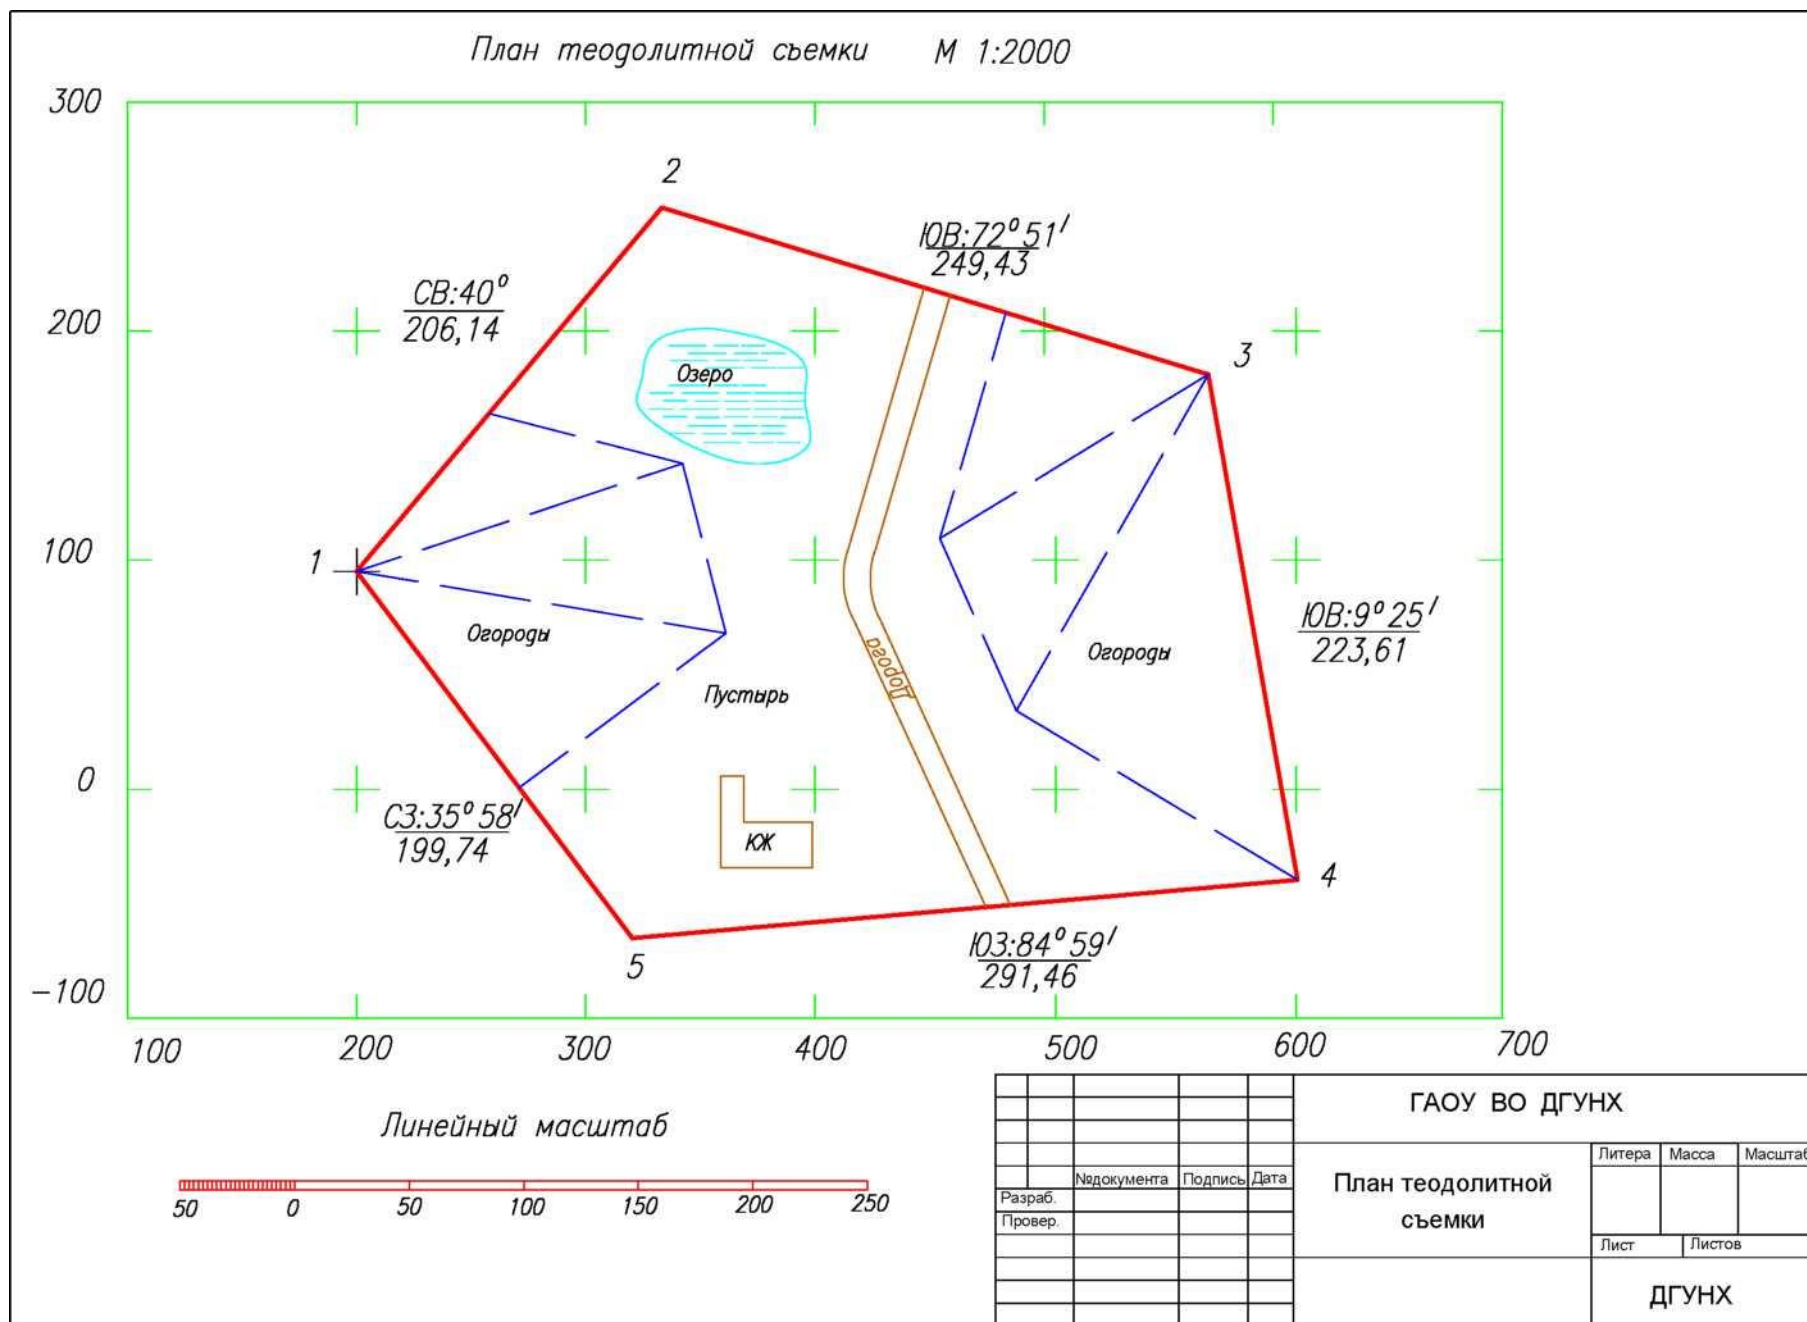 План теодолитной съемки М 1:2000
300
2
ЮВ:72° 51'
249,43
СВ:40°
206,14
200
3
Озеро
100
1
ЮВ:9° 25'
223,61
Огороды
Огороды
Дорога
Пустырь
0
СЗ:35° 58'
199,74
КЖ
4
ЮЗ:84° 59'
291,46
5
-100
100 200 300 400 500 600 700
Линейный масштаб
50 0 50 100 150 200 250
ГАОУ ВО ДГУНХ
Литера Масса Масштаб
№документа Подпись Дата
План теодолитной
съемки
Разраб.
Провер.
Лист Листов
ДГУНХ